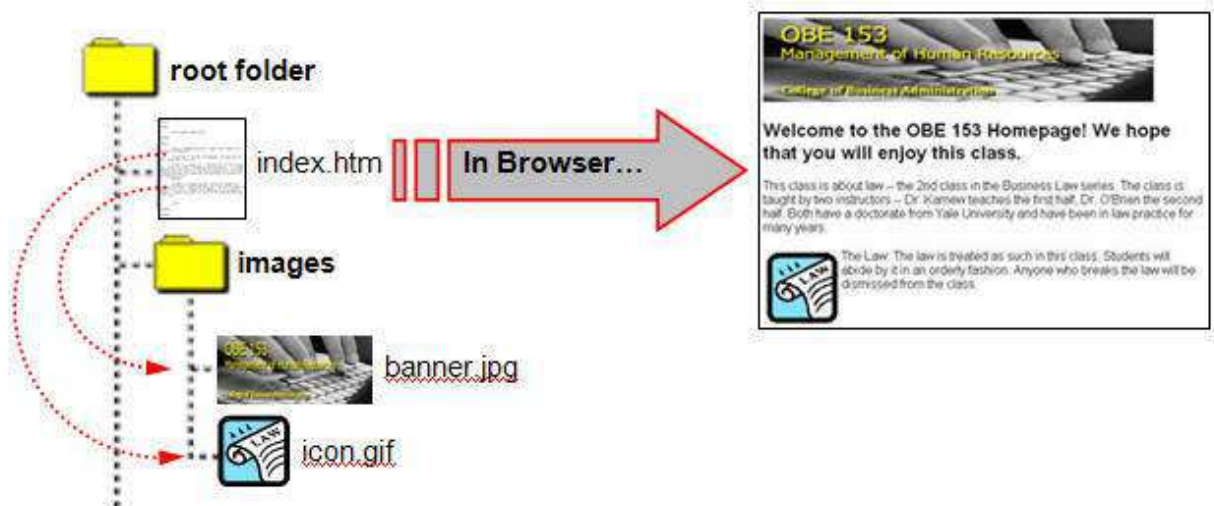 root folder
index.htm
In Browser...
images
OBE 153
banner.jpg
LAW
icon.gif
OBE 153
Management of Human Resources
College of Business Administration
Welcome to the OBE 153 Homepage! We hope
that you will enjoy this class.
This class is about law – the 2nd class in the Business Law series. The class is
taught by two instructors – Dr. Karnew teaches the first half, Dr. O'Brien the second
half. Both have a doctorate from Yale University and have been in law practice for
many years.
The Law. The law is treated as such in this class. Students will
abide by it in an orderly fashion. Anyone who breaks the law will be
dismissed from the class.
LAW